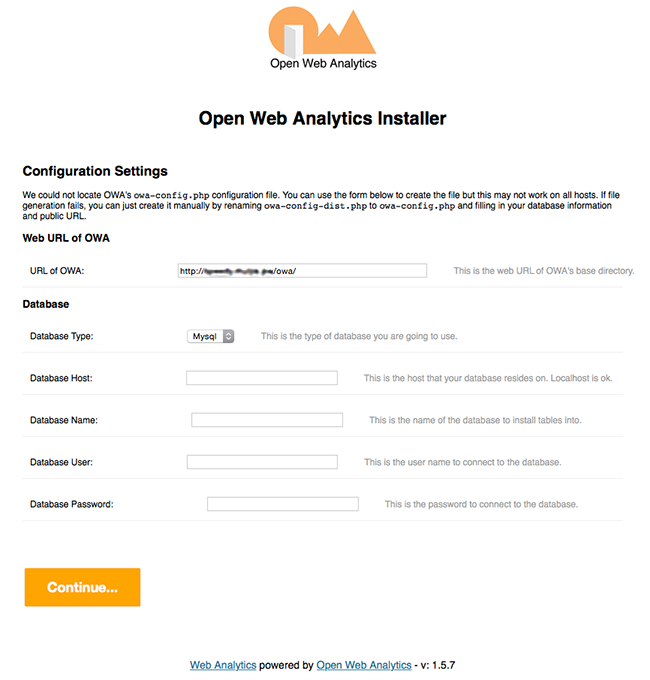 Open Web Analytics
Open Web Analytics Installer
Configuration Settings
We could not locate OWA's owa-config.php configuration file. You can use the form below to create the file but this may not work on all hosts. If file
generation fails, you can just create it manually by renaming owa-config-dist.php to owa-config.php and filling in your database information
and public URL.
Web URL of OWA
URL of OWA: http:// /owa/ This is the web URL of OWA's base directory.
Database
Database Type: Mysql This is the type of database you are going to use.
Database Host: This is the host that your database resides on. Localhost is ok.
Database Name: This is the name of the database to install tables into.
Database User: This is the user name to connect to the database.
Database Password: This is the password to connect to the database.
Continue...
Web Analytics powered by Open Web Analytics - v: 1.5.7